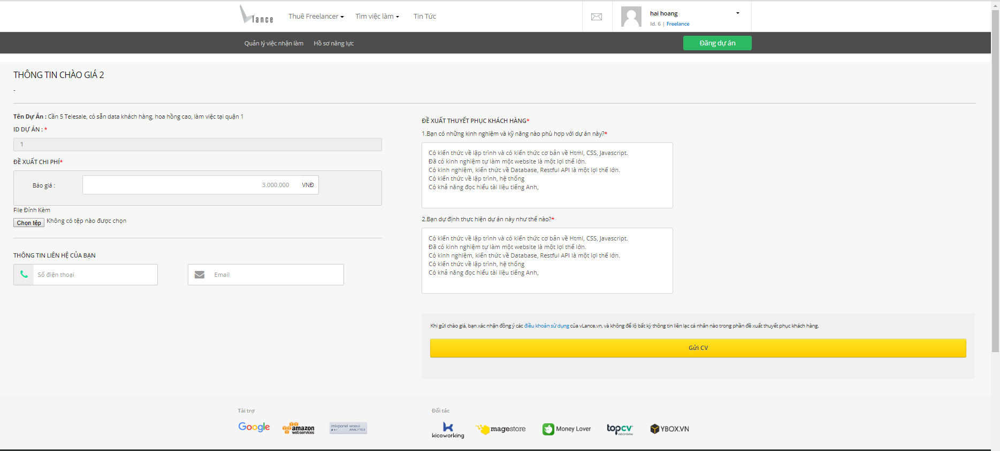 Vlance
Thuê Freelancer
Tìm việc làm
Tin Tức
hai hoang
Id. 6 | Freelance
Quản lý việc nhận làm
Hồ sơ năng lực
Đăng dự án
THÔNG TIN CHÀO GIÁ 2
-
Tên Dự Án : Cần 5 Telesale, có sẵn data khách hàng, hoa hồng cao, làm việc tại quận 1
ID DỰ ÁN : *
1
ĐỀ XUẤT CHI PHÍ*
Báo giá :
3.000.000 VNĐ
File Đính Kèm
Chọn tệp Không có tệp nào được chọn
THÔNG TIN LIÊN HỆ CỦA BẠN
Số điện thoại
Email
ĐỀ XUẤT THUYẾT PHỤC KHÁCH HÀNG*
1.Bạn có những kinh nghiệm và kỹ năng nào phù hợp với dự án này?*
Có kiến thức về lập trình và có kiến thức cơ bản về Html, CSS, Javascript.
Đã có kinh nghiệm tự làm một website là một lợi thế lớn.
Có kinh nghiệm, kiến thức về Database, Restful API là một lợi thế lớn.
Có kiến thức về lập trình, hệ thống
Có khả năng đọc hiểu tài liệu tiếng Anh,
2.Bạn dự định thực hiện dự án này như thế nào?*
Có kiến thức về lập trình và có kiến thức cơ bản về Html, CSS, Javascript.
Đã có kinh nghiệm tự làm một website là một lợi thế lớn.
Có kinh nghiệm, kiến thức về Database, Restful API là một lợi thế lớn.
Có kiến thức về lập trình, hệ thống
Có khả năng đọc hiểu tài liệu tiếng Anh,
Khi gửi chào giá, bạn xác nhận đồng ý các điều khoản sử dụng của vLance.vn, và không để lộ bất kỳ thông tin liên lạc cá nhân nào trong phần đề xuất thuyết phục khách hàng.
Gửi CV
Tài trợ
Google
amazon
webservices
mixpanel MOBILE
ANALYTICS
Đối tác
kicoworking
magestore
Money Lover
topcv
YBOX.VN